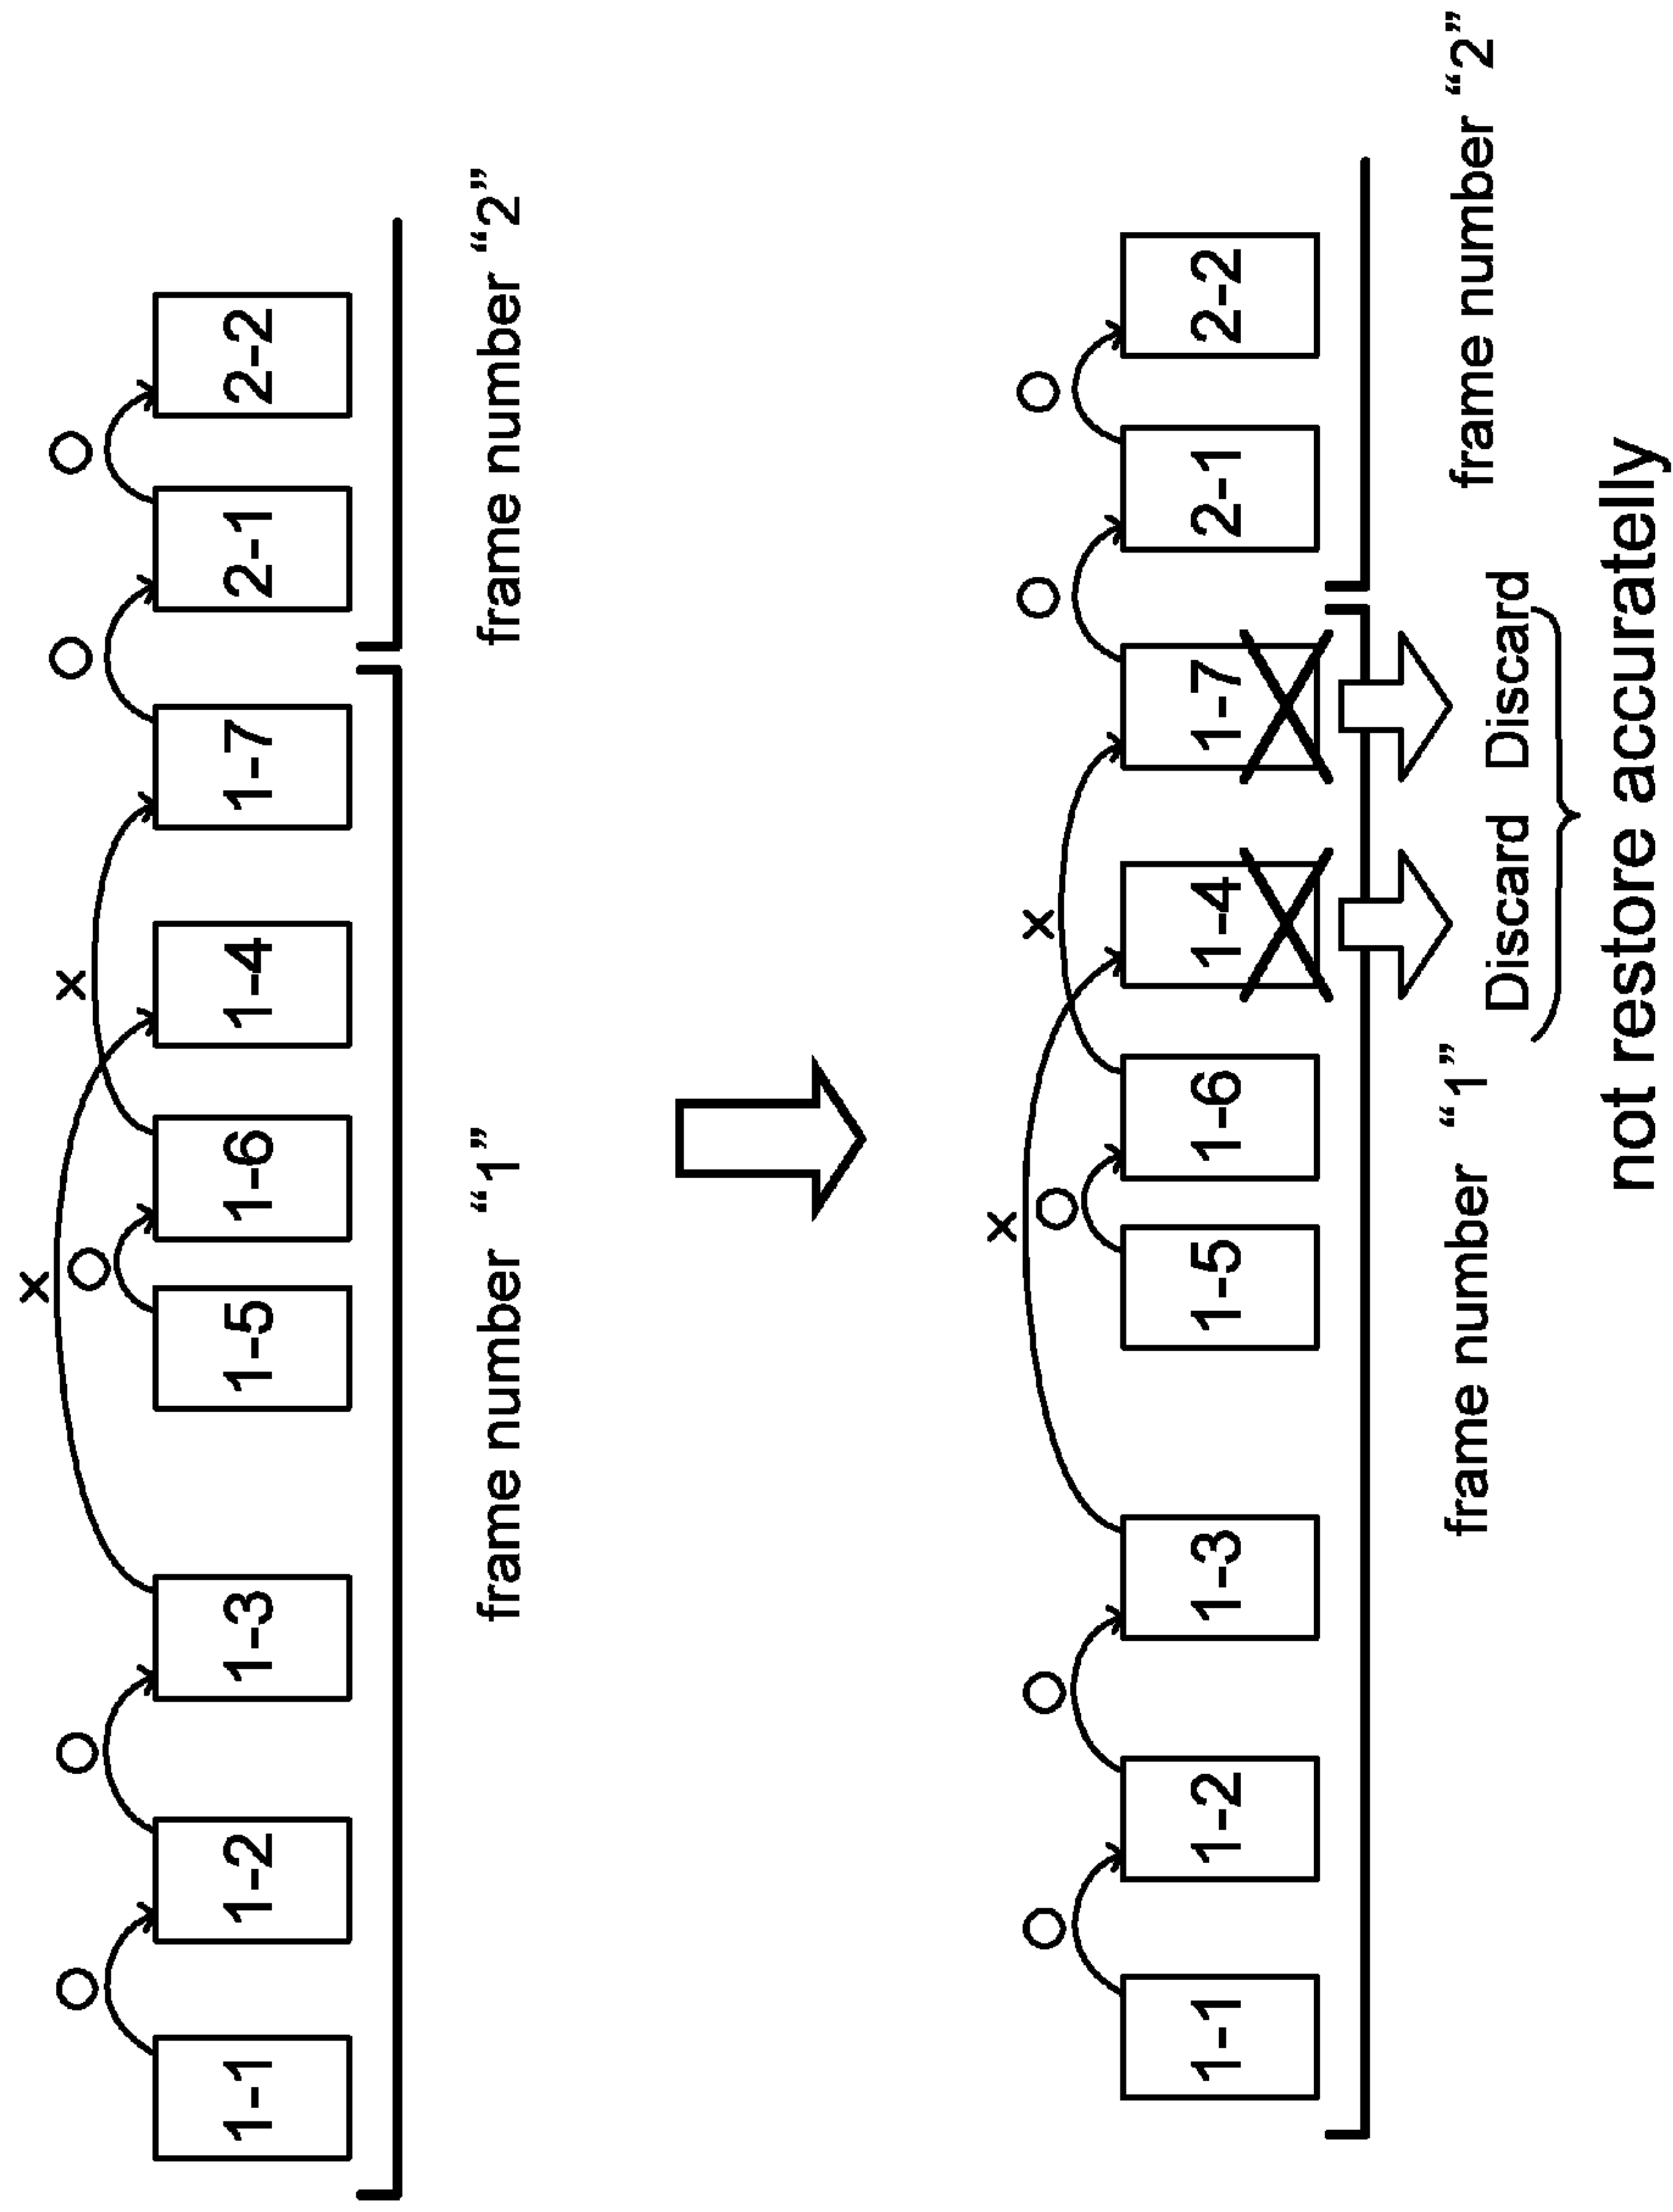 1-1 1-2 1-3 1-5 1-6 1-4 1-7 2-1 2-2
○ ○ × ○ × ○ ○
frame number “1” frame number “2”
1-1 1-2 1-3 1-5 1-6 1-4 1-7 2-1 2-2
○ ○ × ○ × ○ ○
frame number “1” Discard Discard frame number “2”
not restore accuratelly